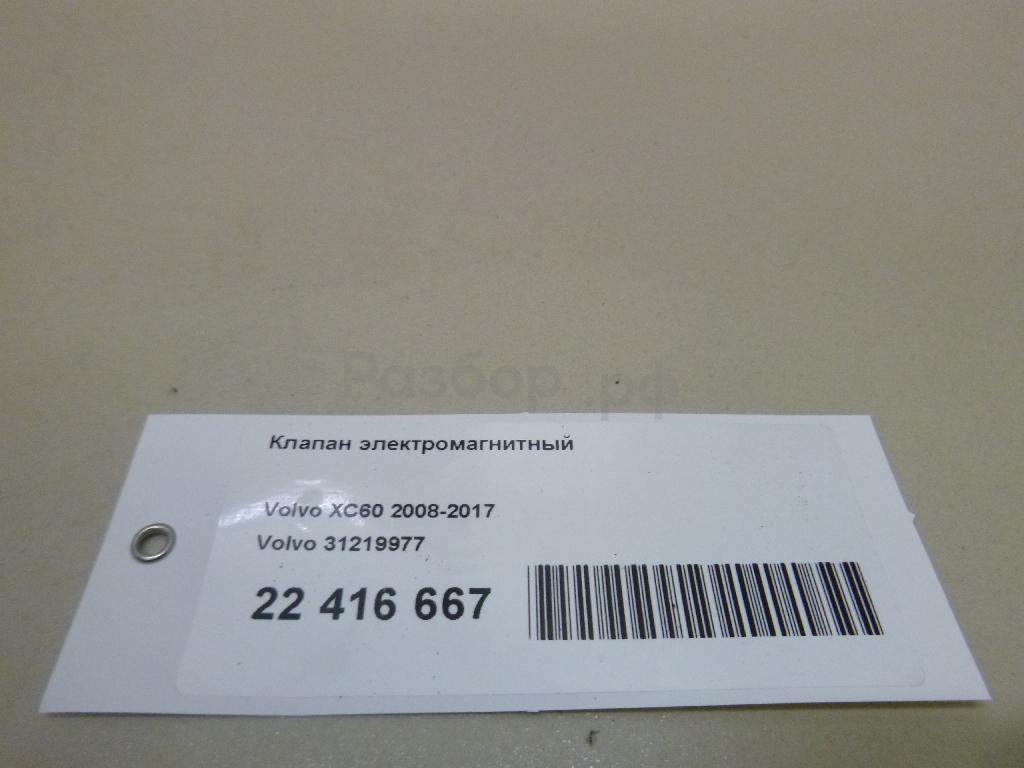 Разбор.рф
Клапан электромагнитный
Volvo XC60 2008-2017
Volvo 31219977
22 416 667